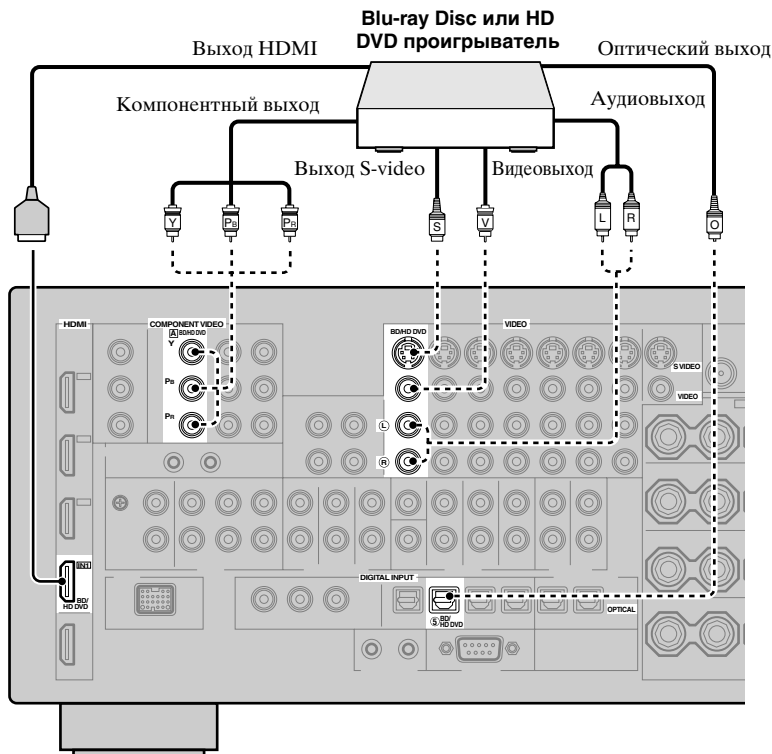 Blu-ray Disc или HD
DVD проигрыватель
Выход HDMI
Оптический выход
Компонентный выход
Аудиовыход
Выход S-video
Видеовыход
Y
PB
PR
S
V
L
R
O
HDMI
COMPONENT VIDEO
A BD/HD DVD
Y
PB
PR
BD/HD DVD
VIDEO
S VIDEO
VIDEO
L
R
IN1
BD/
HD DVD
DIGITAL INPUT
5 BD/
HD DVD
OPTICAL